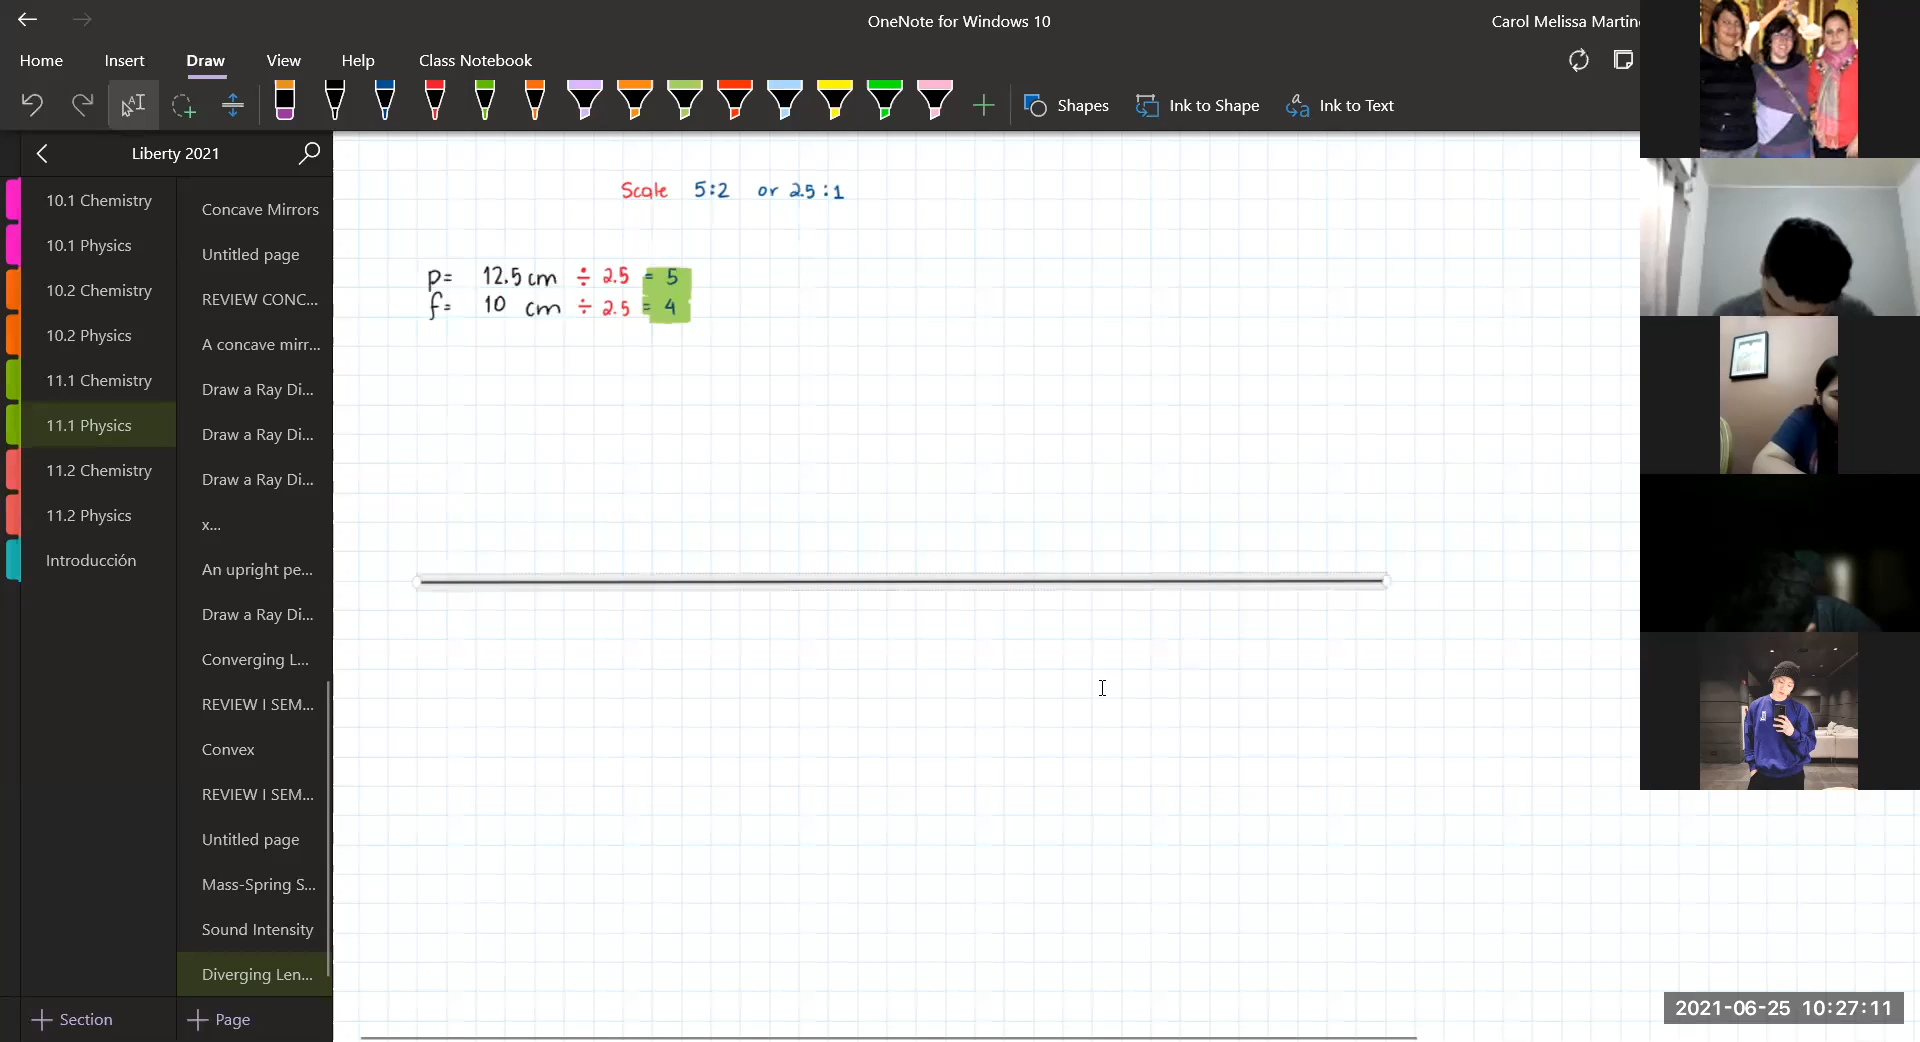 OneNote for Windows 10
Carol Melissa Martin
Home Insert Draw View Help Class Notebook
Shapes Ink to Shape Ink to Text
Liberty 2021
10.1 Chemistry
10.1 Physics
10.2 Chemistry
10.2 Physics
11.1 Chemistry
11.1 Physics
11.2 Chemistry
11.2 Physics
Introducción
Concave Mirrors
Untitled page
REVIEW CONC...
A concave mirr...
Draw a Ray Di...
Draw a Ray Di...
Draw a Ray Di...
x...
An upright pe...
Draw a Ray Di...
Converging L...
REVIEW I SEM...
Convex
REVIEW I SEM...
Untitled page
Mass-Spring S...
Sound Intensity
Diverging Len...
+ Section
+ Page
Scale 5:2 or 2.5:1
p= 12.5 cm ÷ 2.5 = 5
f= 10 cm ÷ 2.5 = 4
2021-06-25 10:27:11